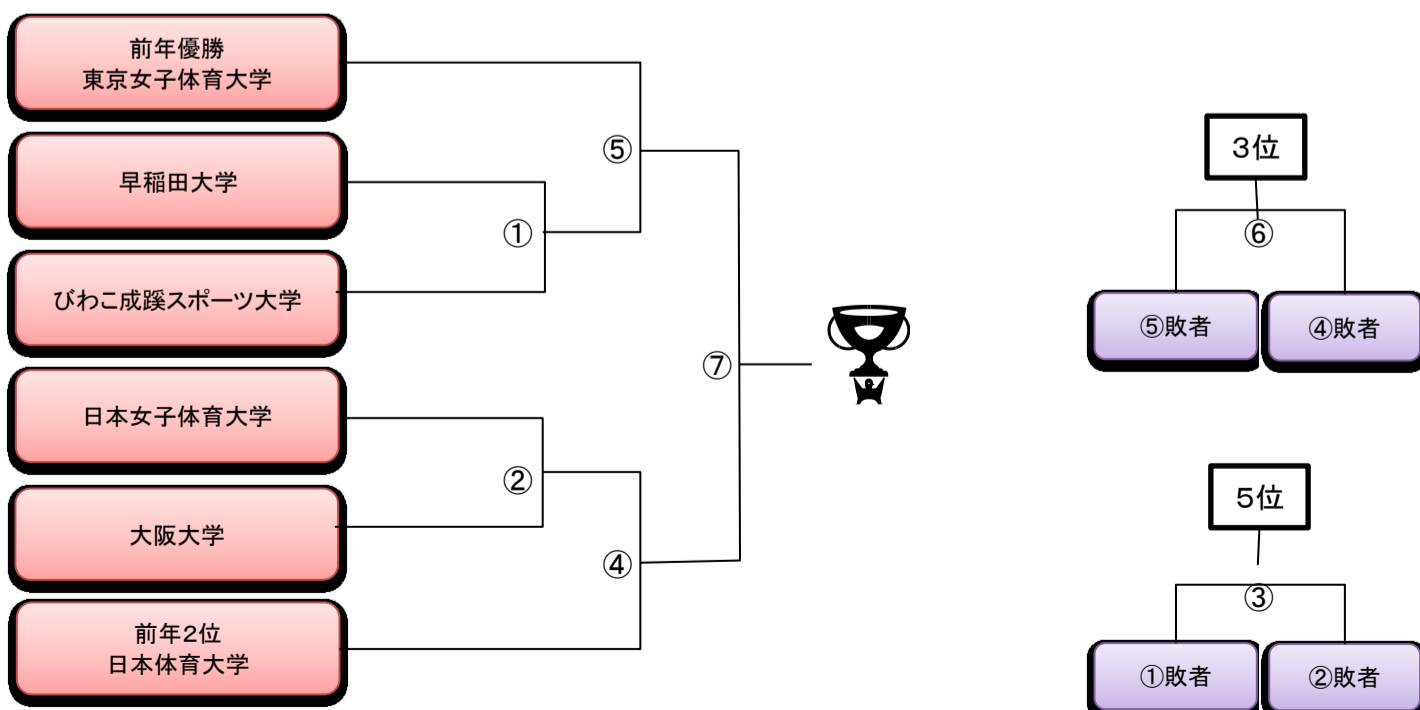 前年優勝
東京女子体育大学
早稲田大学
びわこ成蹊スポーツ大学
日本女子体育大学
大阪大学
前年2位
日本体育大学
①
②
⑤
④
⑦
3位
⑥
⑤敗者
④敗者
5位
③
①敗者
②敗者